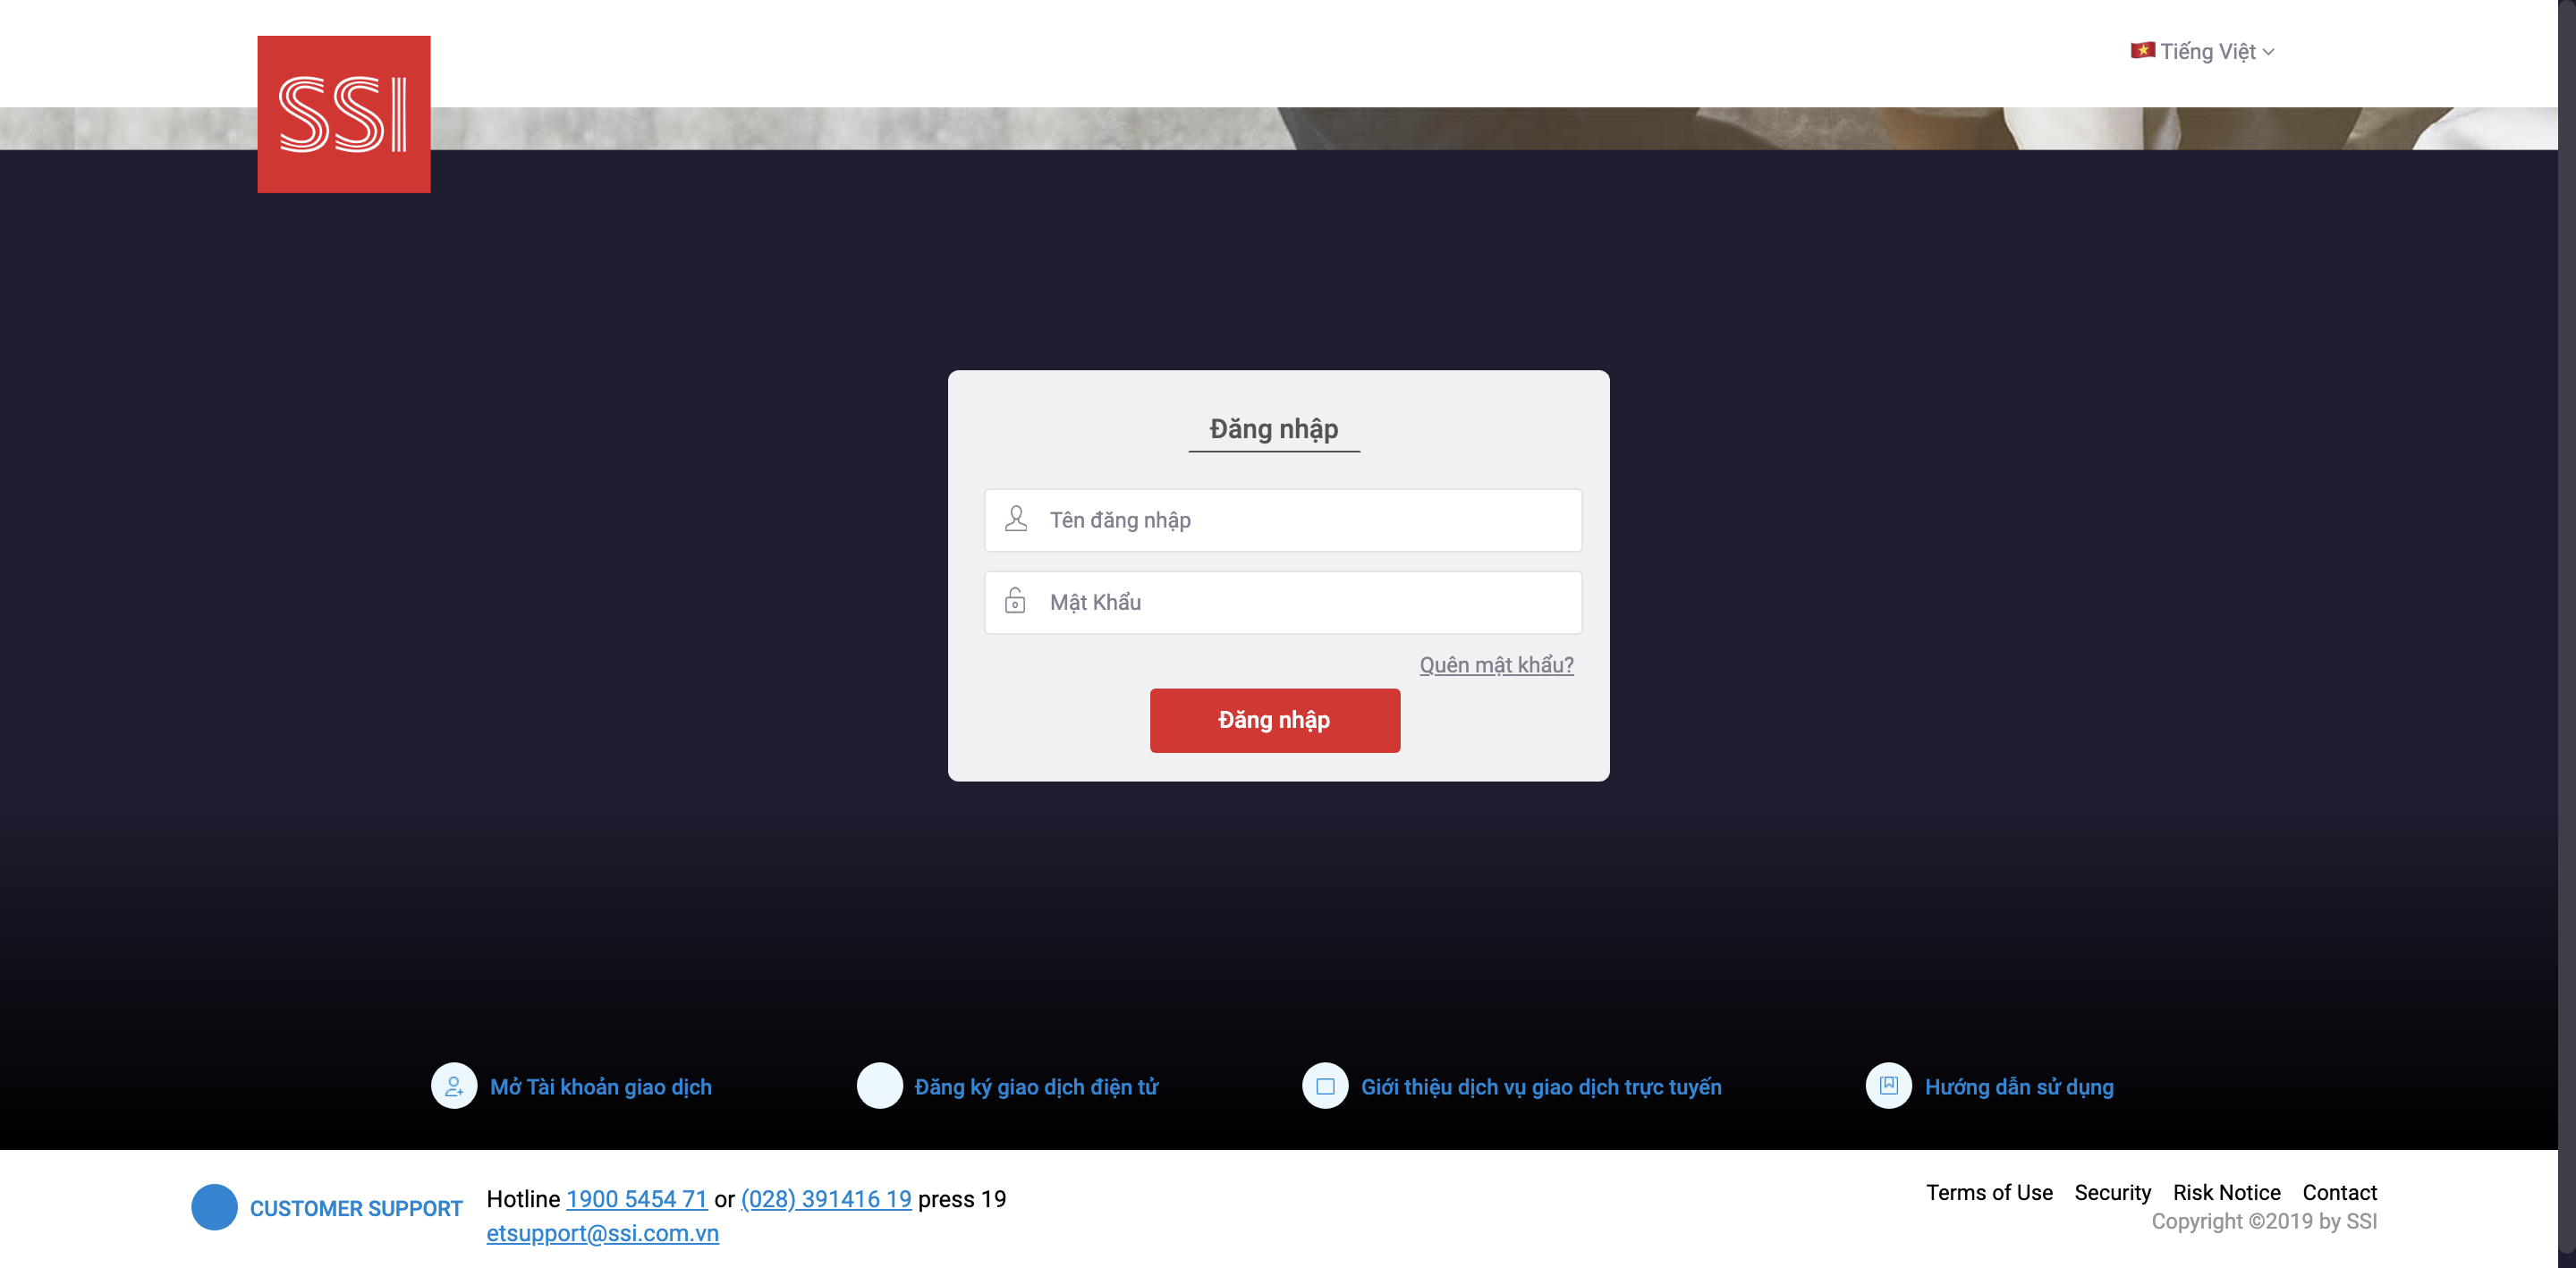 SSI
Tiếng Việt
Đăng nhập
Tên đăng nhập
Mật Khẩu
Quên mật khẩu?
Đăng nhập
Mở Tài khoản giao dịch
Đăng ký giao dịch điện tử
Giới thiệu dịch vụ giao dịch trực tuyến
Hướng dẫn sử dụng
CUSTOMER SUPPORT
Hotline 1900 5454 71 or (028) 391416 19 press 19
etsupport@ssi.com.vn
Terms of Use Security Risk Notice Contact
Copyright ©2019 by SSI